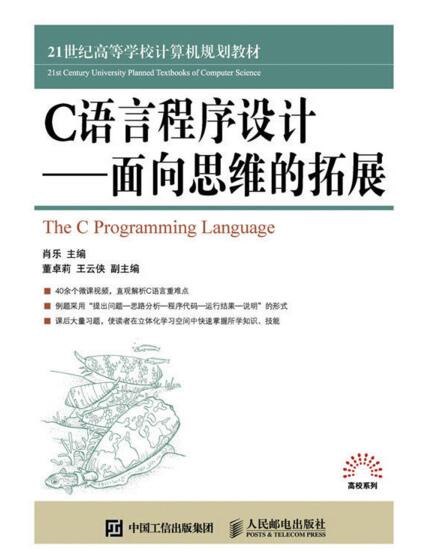 21世纪高等学校计算机规划教材
21st Century University Planned Textbooks of Computer Science
C语言程序设计
——面向思维的拓展
The C Programming Language
肖乐 主编
董卓莉 王云侠 副主编
■ 40余个微课视频，直观解析C语言重难点
■ 例题采用“提出问题—思路分析—程序代码—运行结果—说明”的形式
■ 课后大量习题，使读者在立体化学习空间中快速掌握所学知识、技能
高校系列
中国工信出版集团
人民邮电出版社
POSTS & TELECOM PRESS